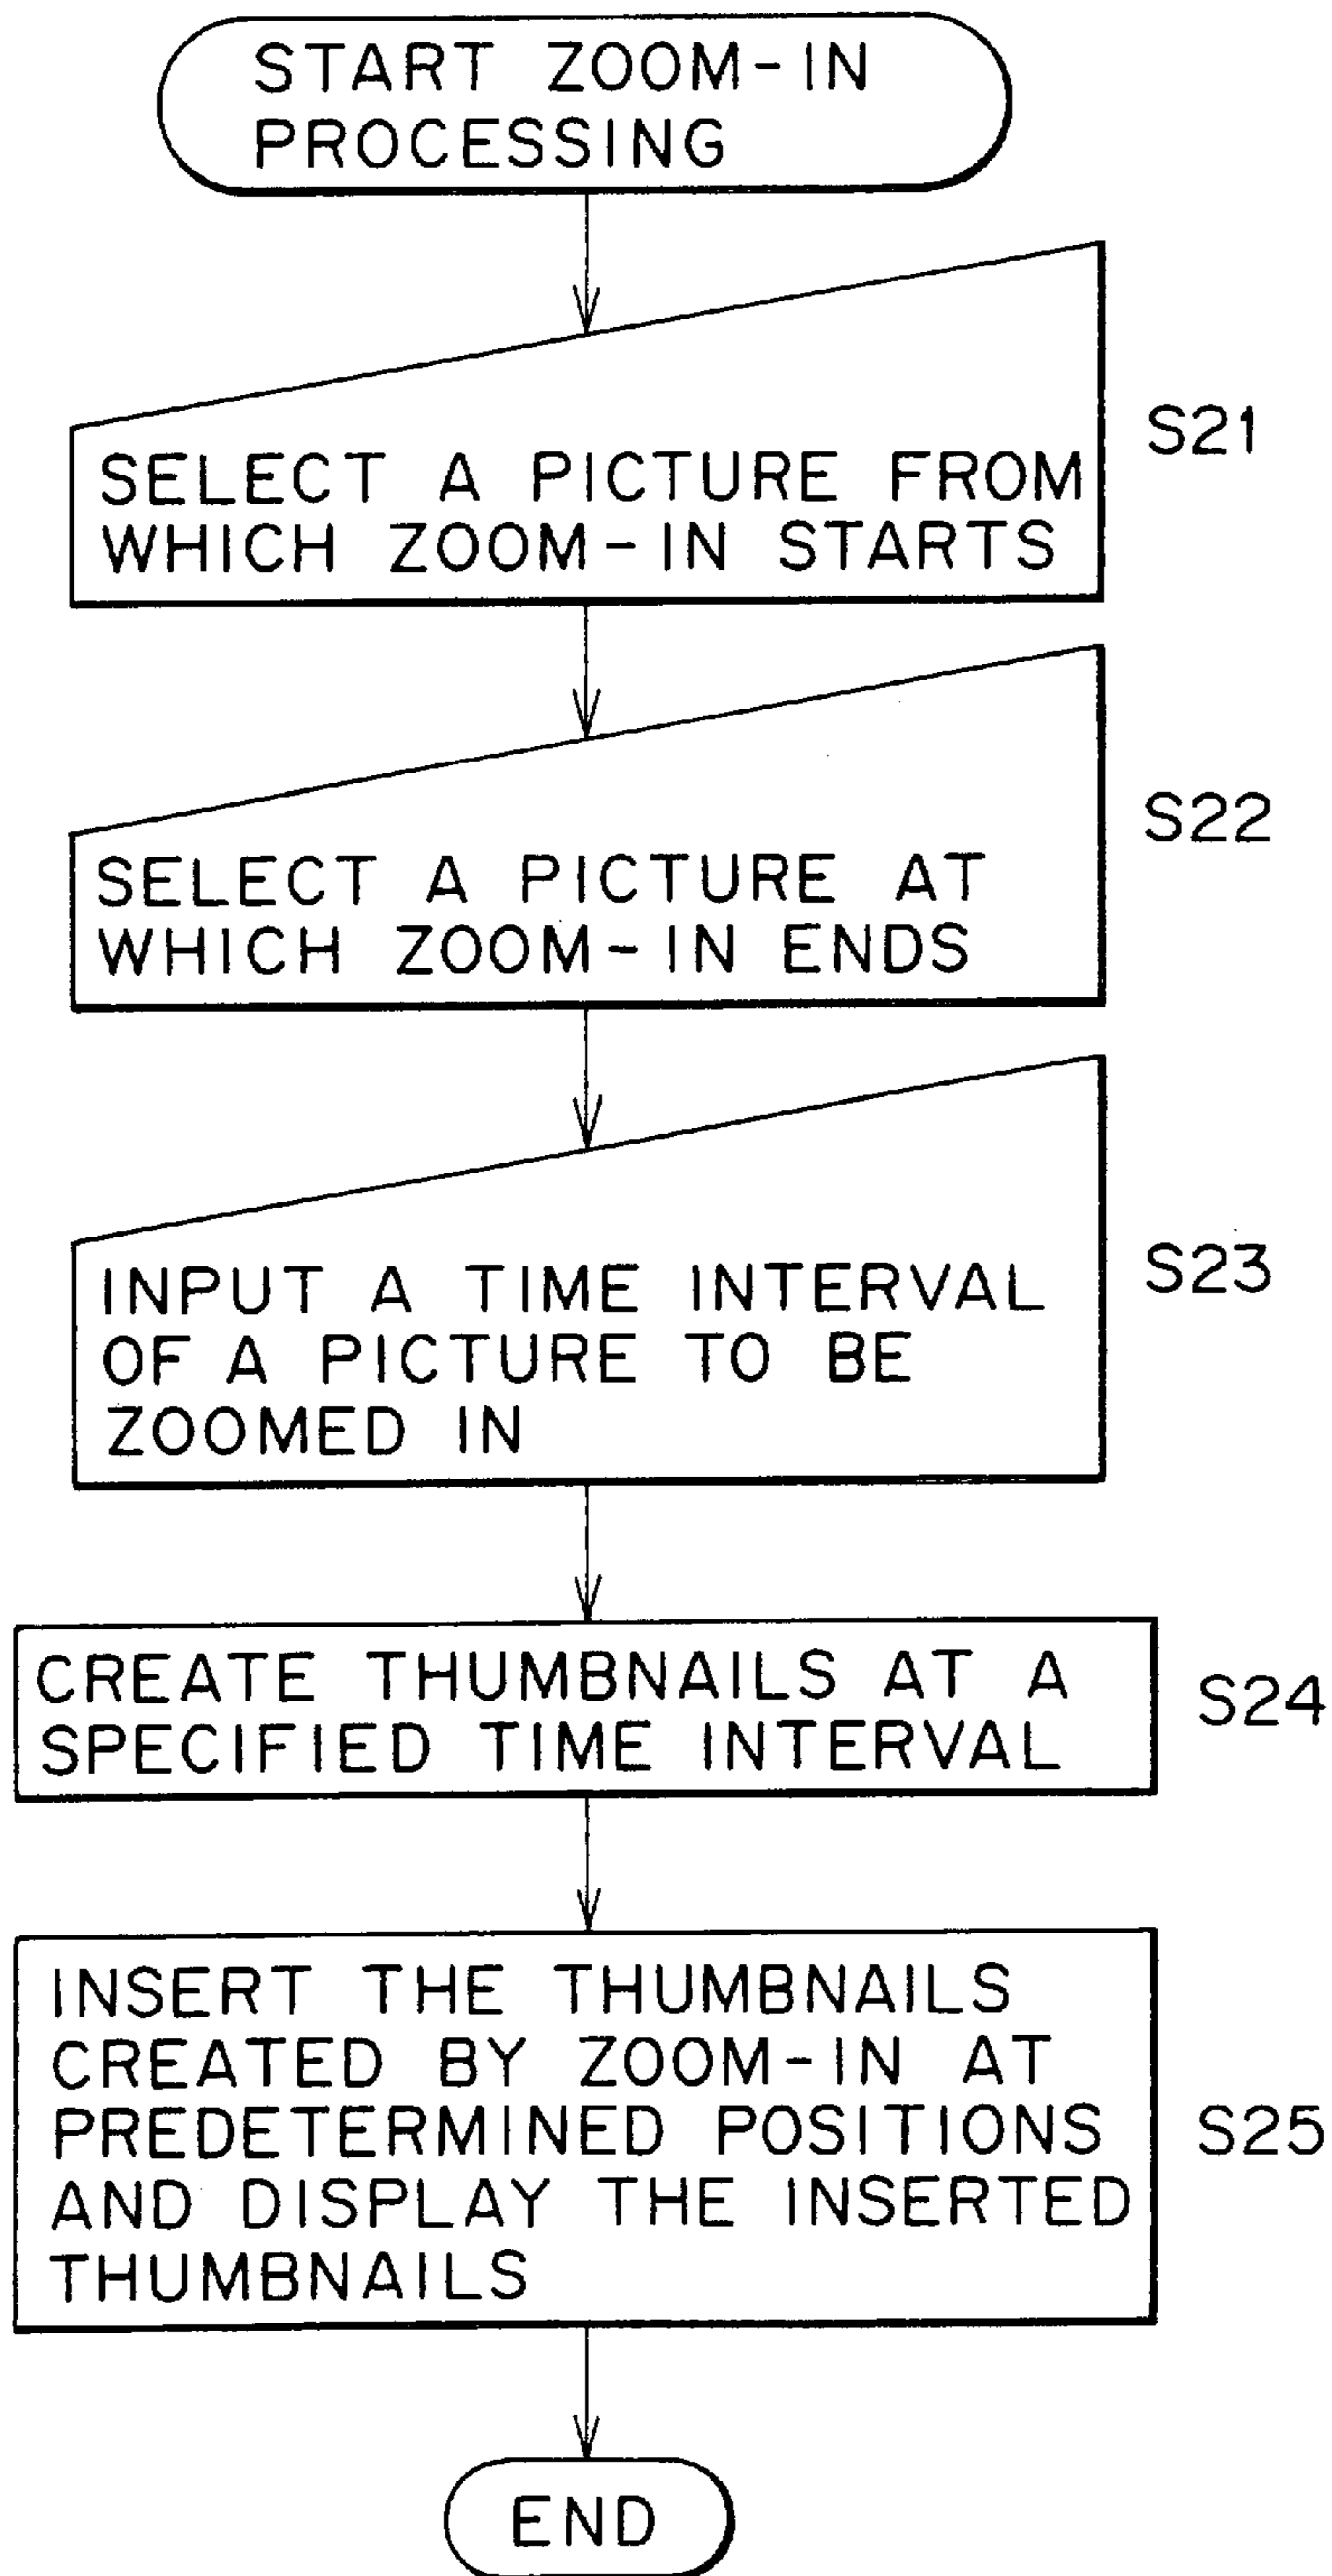 START ZOOM-IN
PROCESSING
S21
SELECT A PICTURE FROM
WHICH ZOOM-IN STARTS
S22
SELECT A PICTURE AT
WHICH ZOOM-IN ENDS
S23
INPUT A TIME INTERVAL
OF A PICTURE TO BE
ZOOMED IN
CREATE THUMBNAILS AT A
SPECIFIED TIME INTERVAL
S24
INSERT THE THUMBNAILS
CREATED BY ZOOM-IN AT
PREDETERMINED POSITIONS
AND DISPLAY THE INSERTED
THUMBNAILS
S25
END